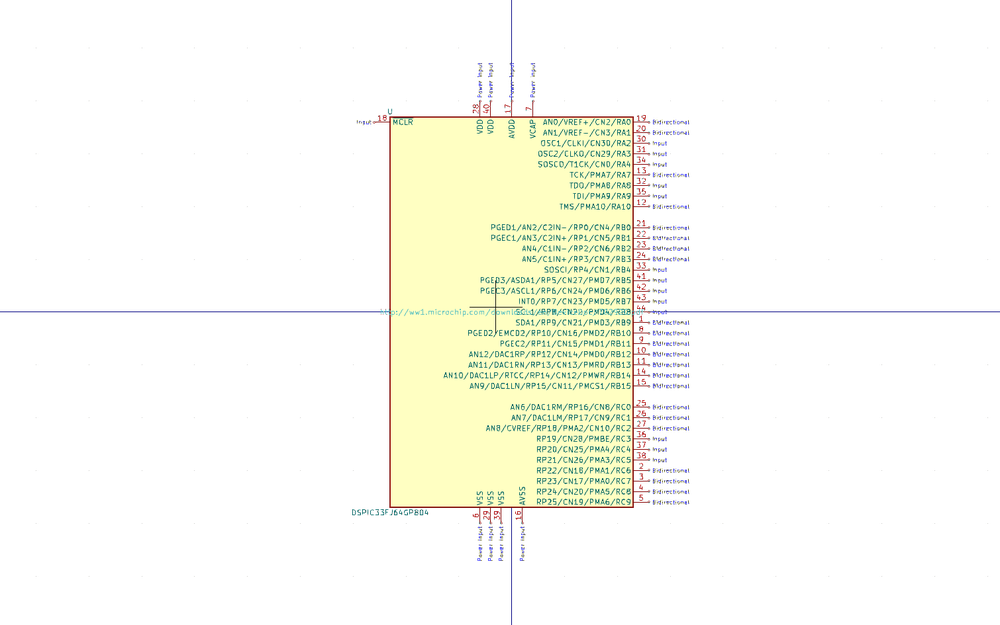 Power Input Power Input Power Input Power Input
28 40 17 7
U
Input 18 MCLR
VDD VDD AVDD VCAP
AN0/VREF+/CN2/RA0 19 Bidirectional
AN1/VREF-/CN3/RA1 20 Bidirectional
OSC1/CLKI/CN30/RA2 30 Input
OSC2/CLKO/CN29/RA3 31 Input
SOSCO/T1CK/CN0/RA4 34 Input
TCK/PMA7/RA7 13 Bidirectional
TDO/PMA8/RA8 32 Input
TDI/PMA9/RA9 35 Input
TMS/PMA10/RA10 12 Bidirectional
PGED1/AN2/C2IN-/RP0/CN4/RB0 21 Bidirectional
PGEC1/AN3/C2IN+/RP1/CN5/RB1 22 Bidirectional
AN4/C1IN-/RP2/CN6/RB2 23 Bidirectional
AN5/C1IN+/RP3/CN7/RB3 24 Bidirectional
SOSCI/RP4/CN1/RB4 33 Input
PGED3/ASDA1/RP5/CN27/PMD7/RB5 41 Input
PGEC3/ASCL1/RP6/CN24/PMD6/RB6 42 Input
INT0/RP7/CN23/PMD5/RB7 43 Input
http://ww1.microchip.com/down
44 Input
SDA1/RP9/CN21/PMD3/RB9 1 Bidirectional
PGED2/EMCD2/RP10/CN16/PMD2/RB10 8 Bidirectional
PGEC2/RP11/CN15/PMD1/RB11 9 Bidirectional
AN12/DAC1RP/RP12/CN14/PMD0/RB12 10 Bidirectional
AN11/DAC1RN/RP13/CN13/PMRD/RB13 11 Bidirectional
AN10/DAC1LP/RTCC/RP14/CN12/PMWR/RB14 14 Bidirectional
AN9/DAC1LN/RP15/CN11/PMCS1/RB15 15 Bidirectional
AN6/DAC1RM/RP16/CN8/RC0 25 Bidirectional
AN7/DAC1LM/RP17/CN9/RC1 26 Bidirectional
AN8/CVREF/RP18/PMA2/CN10/RC2 27 Bidirectional
RP19/CN28/PMBE/RC3 36 Input
RP20/CN25/PMA4/RC4 37 Input
RP21/CN26/PMA3/RC5 38 Input
RP22/CN18/PMA1/RC6 2 Bidirectional
RP23/CN17/PMA0/RC7 3 Bidirectional
RP24/CN20/PMA5/RC8 4 Bidirectional
RP25/CN19/PMA6/RC9 5 Bidirectional
VSS VSS VSS AVSS
DSPIC33FJ64GP804
6 29 39 16
Power Input Power Input Power Input Power Input